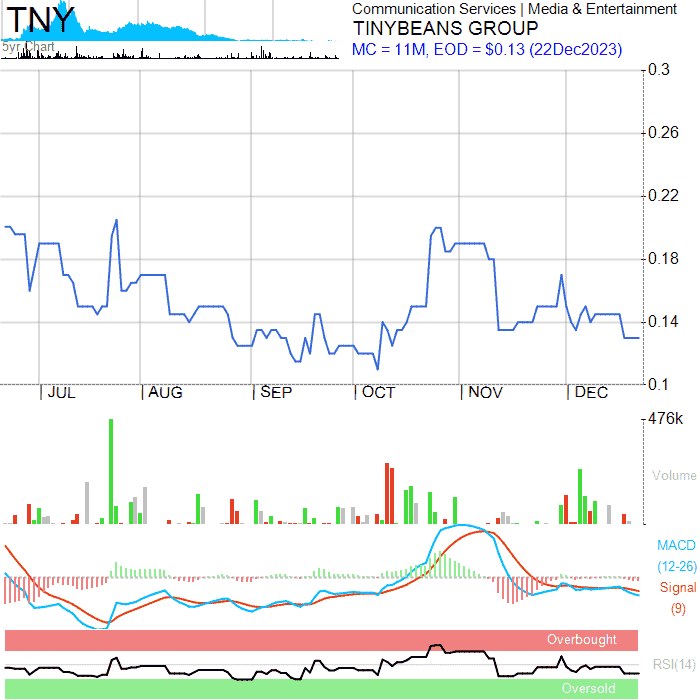 TNY
5yr Chart
Communication Services | Media & Entertainment
TINYBEANS GROUP
MC = 11M, EOD = $0.13 (22Dec2023)
0.3
0.26
0.22
0.18
0.14
0.1
| JUL | AUG | SEP | OCT | NOV | DEC
476k
Volume
MACD
(12-26)
Signal
(9)
Overbought
RSI(14)
Oversold